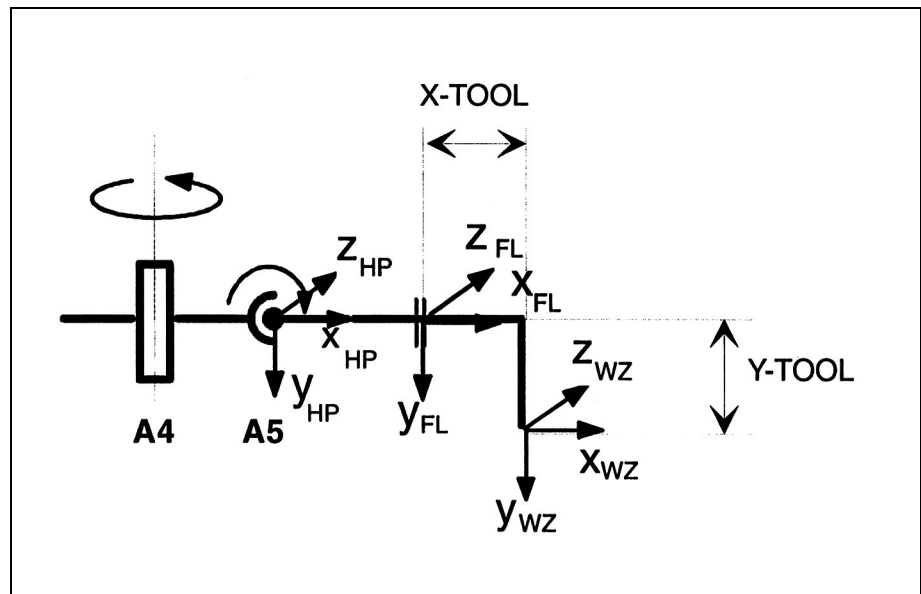 X-TOOL
z HP
z FL
x FL
x HP
y HP
y FL
z WZ
Y-TOOL
A4
A5
x WZ
y WZ